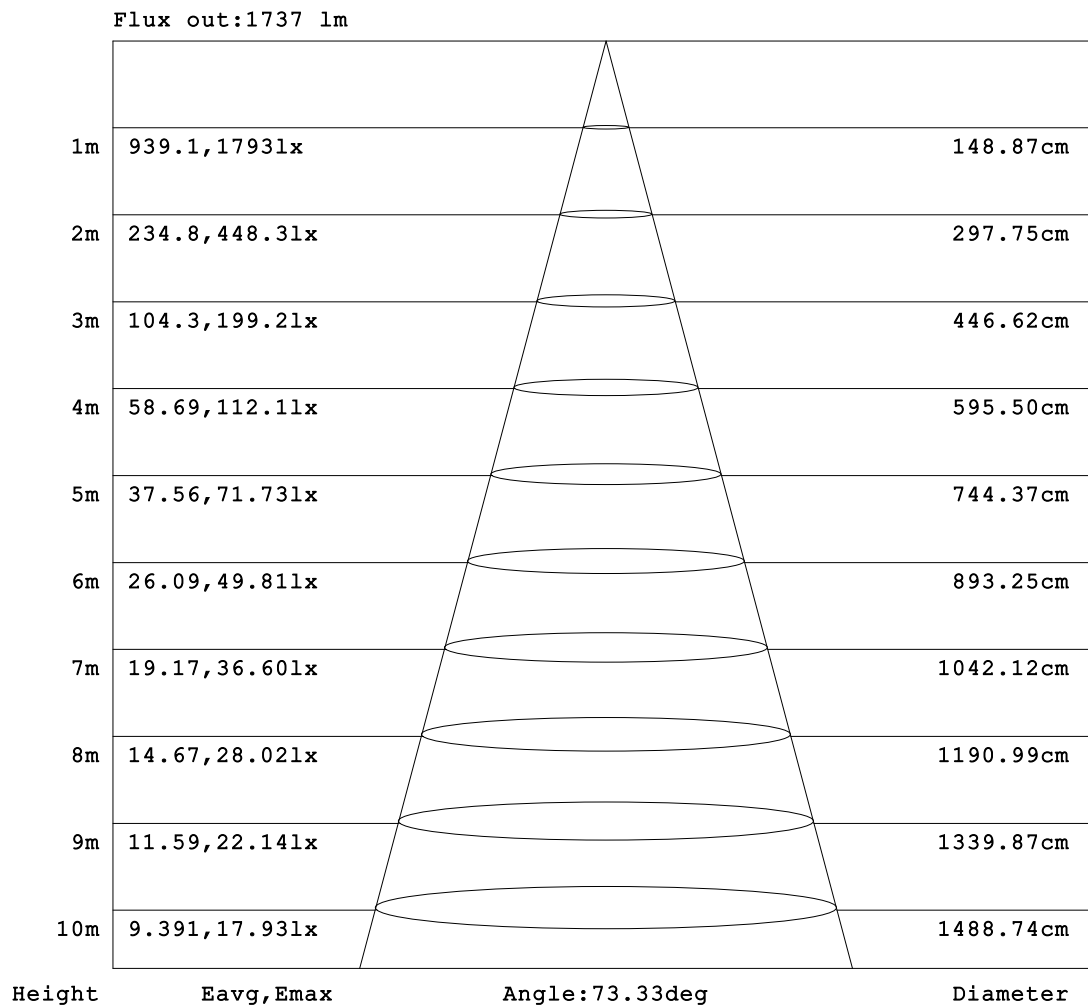 Flux out:1737 lm
1m 939.1,1793lx 148.87cm
2m 234.8,448.3lx 297.75cm
3m 104.3,199.2lx 446.62cm
4m 58.69,112.1lx 595.50cm
5m 37.56,71.73lx 744.37cm
6m 26.09,49.81lx 893.25cm
7m 19.17,36.60lx 1042.12cm
8m 14.67,28.02lx 1190.99cm
9m 11.59,22.14lx 1339.87cm
10m 9.391,17.93lx 1488.74cm
Height Eavg,Emax Angle:73.33deg Diameter